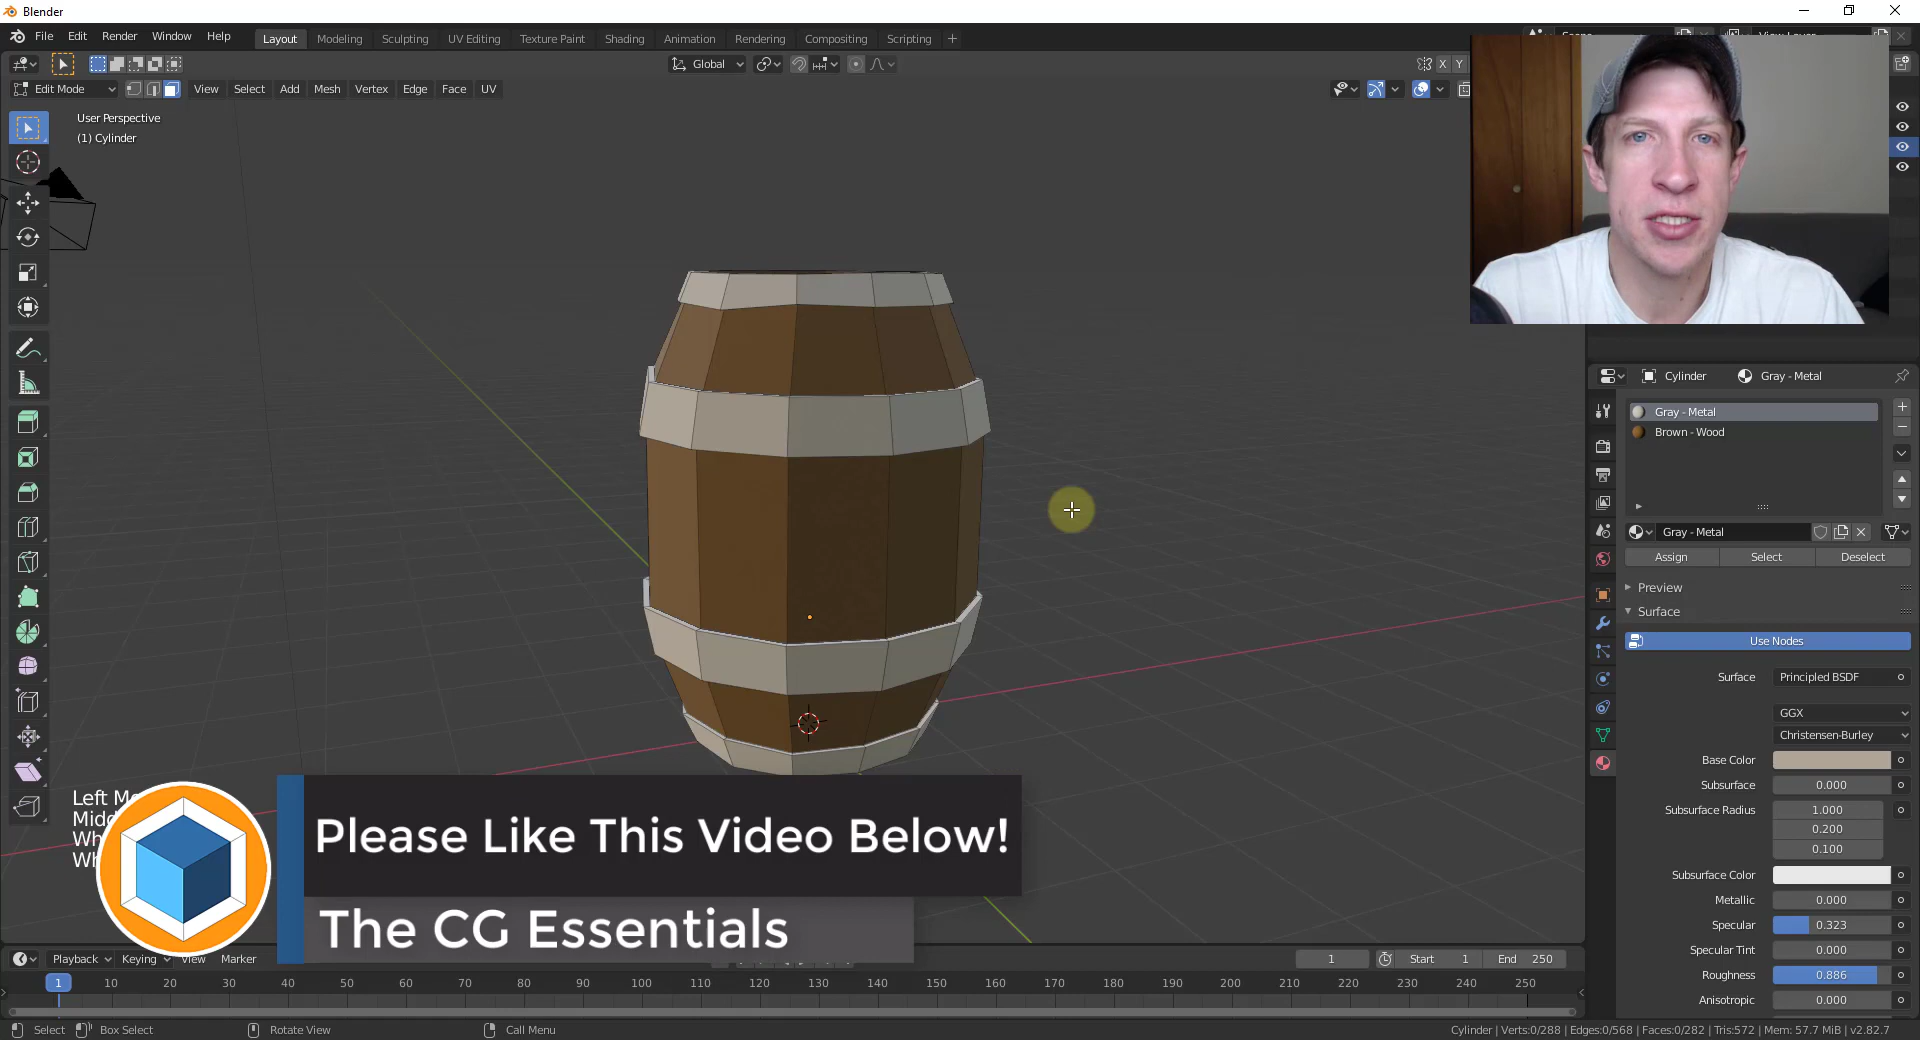 Blender
File Edit Render Window Help
Layout Modeling Sculpting UV Editing Texture Paint Shading Animation Rendering Compositing Scripting +
Global
X Y
Edit Mode View Select Add Mesh Vertex Edge Face UV
User Perspective
(1) Cylinder
Cylinder Gray - Metal
Gray - Metal
Brown - Wood
Gray - Metal
Assign Select Deselect
Preview
Surface
Use Nodes
Surface Principled BSDF
GGX
Christensen-Burley
Base Color
Subsurface 0.000
Subsurface Radius 1.000
0.200
0.100
Subsurface Color
Metallic 0.000
Specular 0.323
Specular Tint 0.000
Roughness 0.886
Anisotropic 0.000
Left
Please Like This Video Below!
The CG Essentials
Playback Keying View Marker 1 Start 1 End 250
1 10 20 30 40 50 60 70 80 90 100 110 120 130 140 150 160 170 180 190 200 210 220 230 240 250
Select Box Select Rotate View Call Menu Cylinder | Verts:0/288 | Edges:0/568 | Faces:0/282 | Tris:572 | Mem: 57.7 MiB | v2.82.7